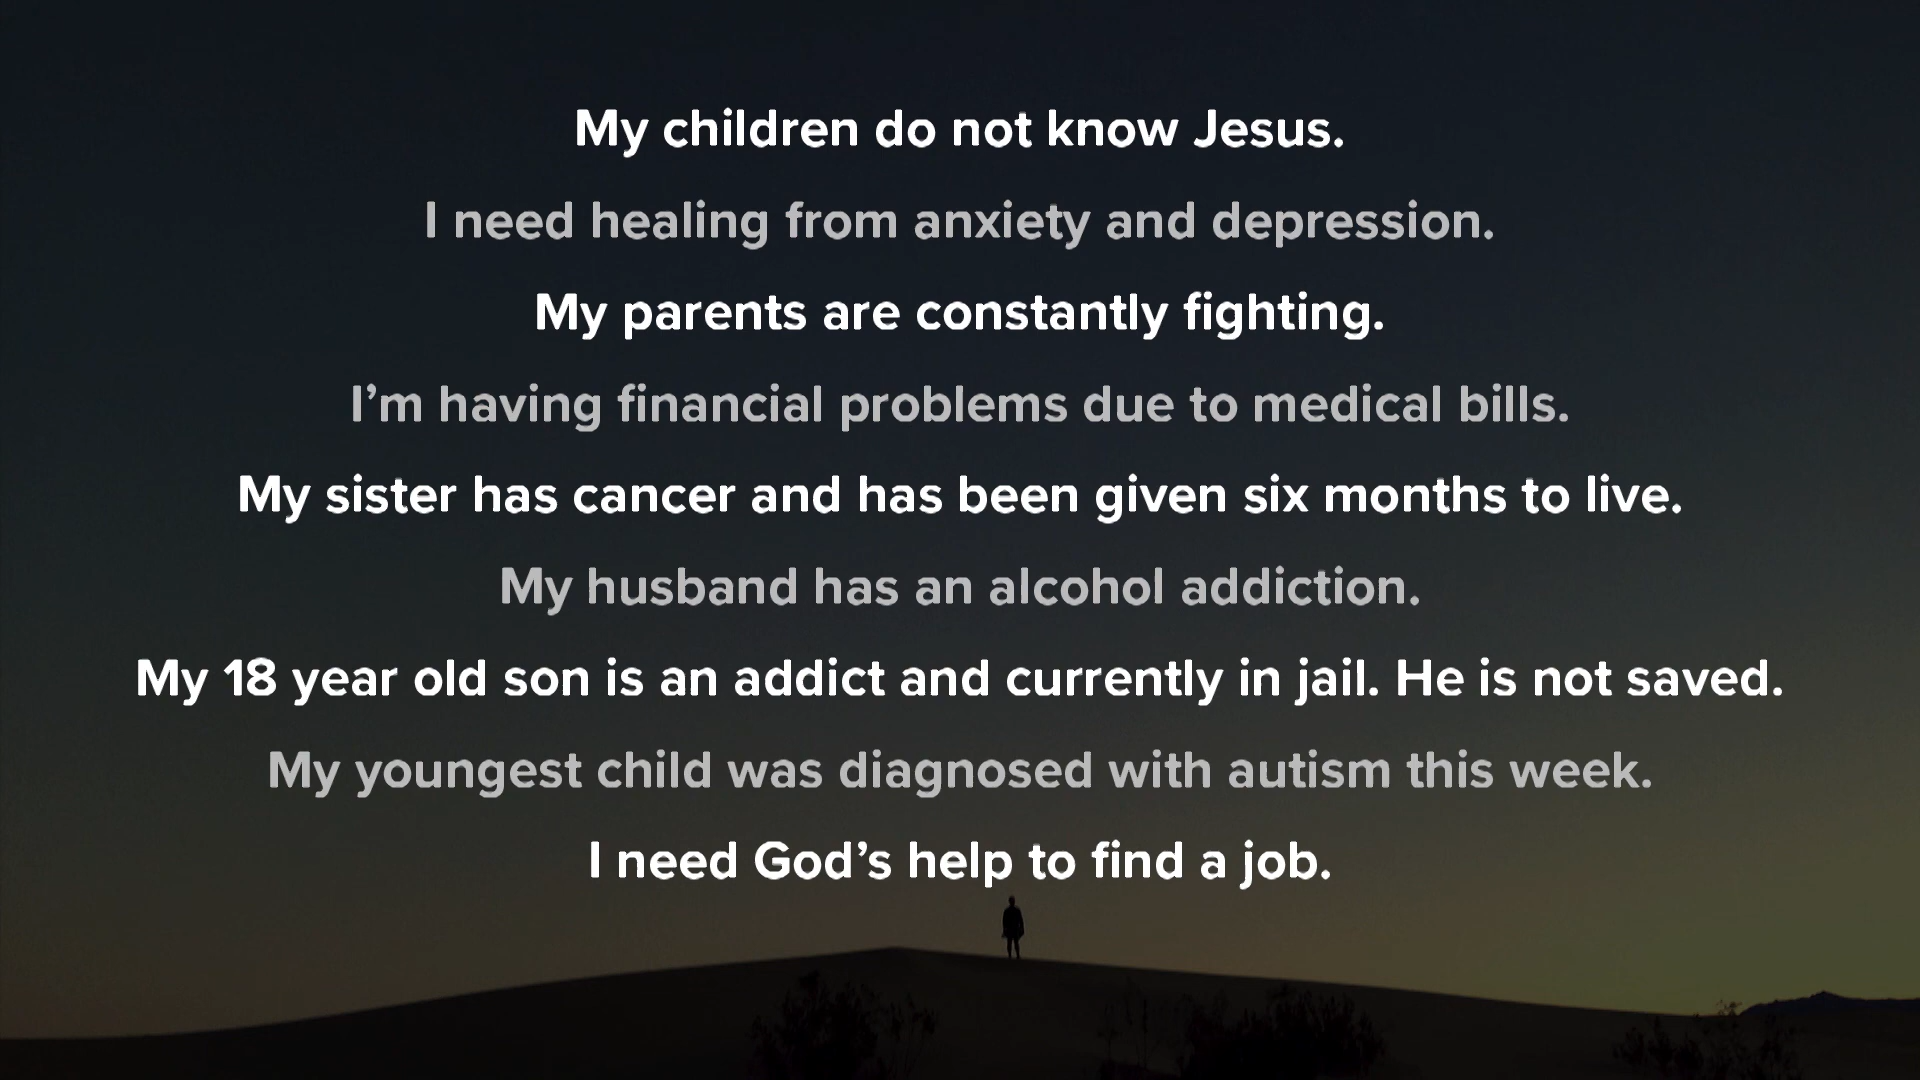 My children do not know Jesus.
I need healing from anxiety and depression.
My parents are constantly fighting.
I’m having financial problems due to medical bills.
My sister has cancer and has been given six months to live.
My husband has an alcohol addiction.
My 18 year old son is an addict and currently in jail. He is not saved.
My youngest child was diagnosed with autism this week.
I need God’s help to find a job.